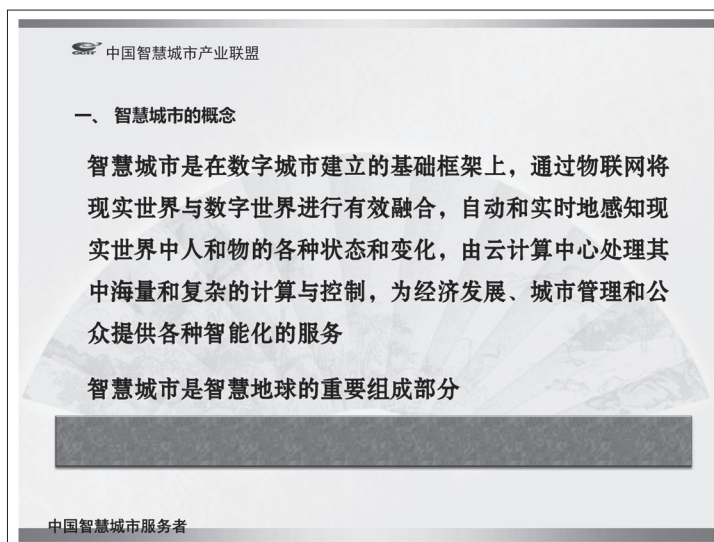 中国智慧城市产业联盟
一、 智慧城市的概念
智慧城市是在数字城市建立的基础框架上，通过物联网将
现实世界与数字世界进行有效融合，自动和实时地感知现
实世界中人和物的各种状态和变化，由云计算中心处理其
中海量和复杂的计算与控制，为经济发展、城市管理和公
众提供各种智能化的服务
智慧城市是智慧地球的重要组成部分
中国智慧城市服务者